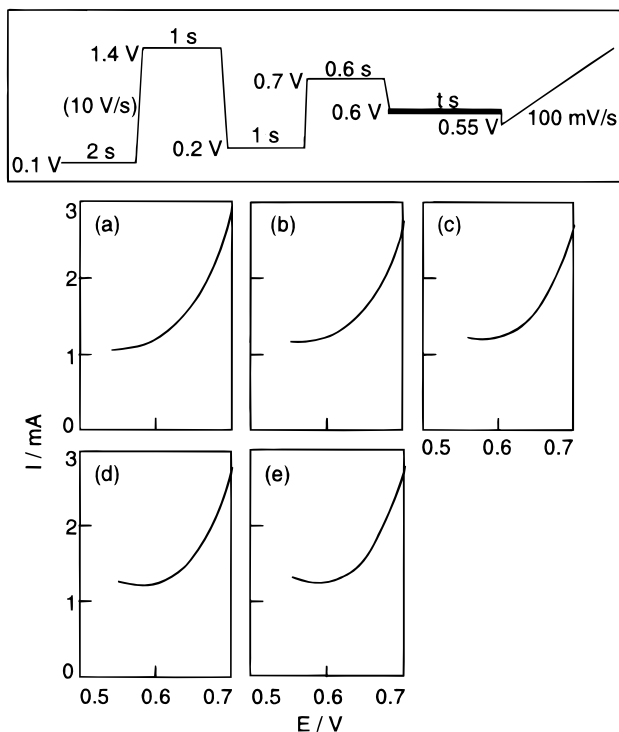 1.4 V
1 s
(10 V/s)
0.1 V
2 s
0.2 V
1 s
0.7 V
0.6 s
0.6 V
t s
0.55 V
100 mV/s
3
2
1
0
(a)
(b)
(c)
0.5
0.6
0.7
I / mA
3
2
1
0
(d)
(e)
0.5
0.6
0.7
0.5
0.6
0.7
E / V